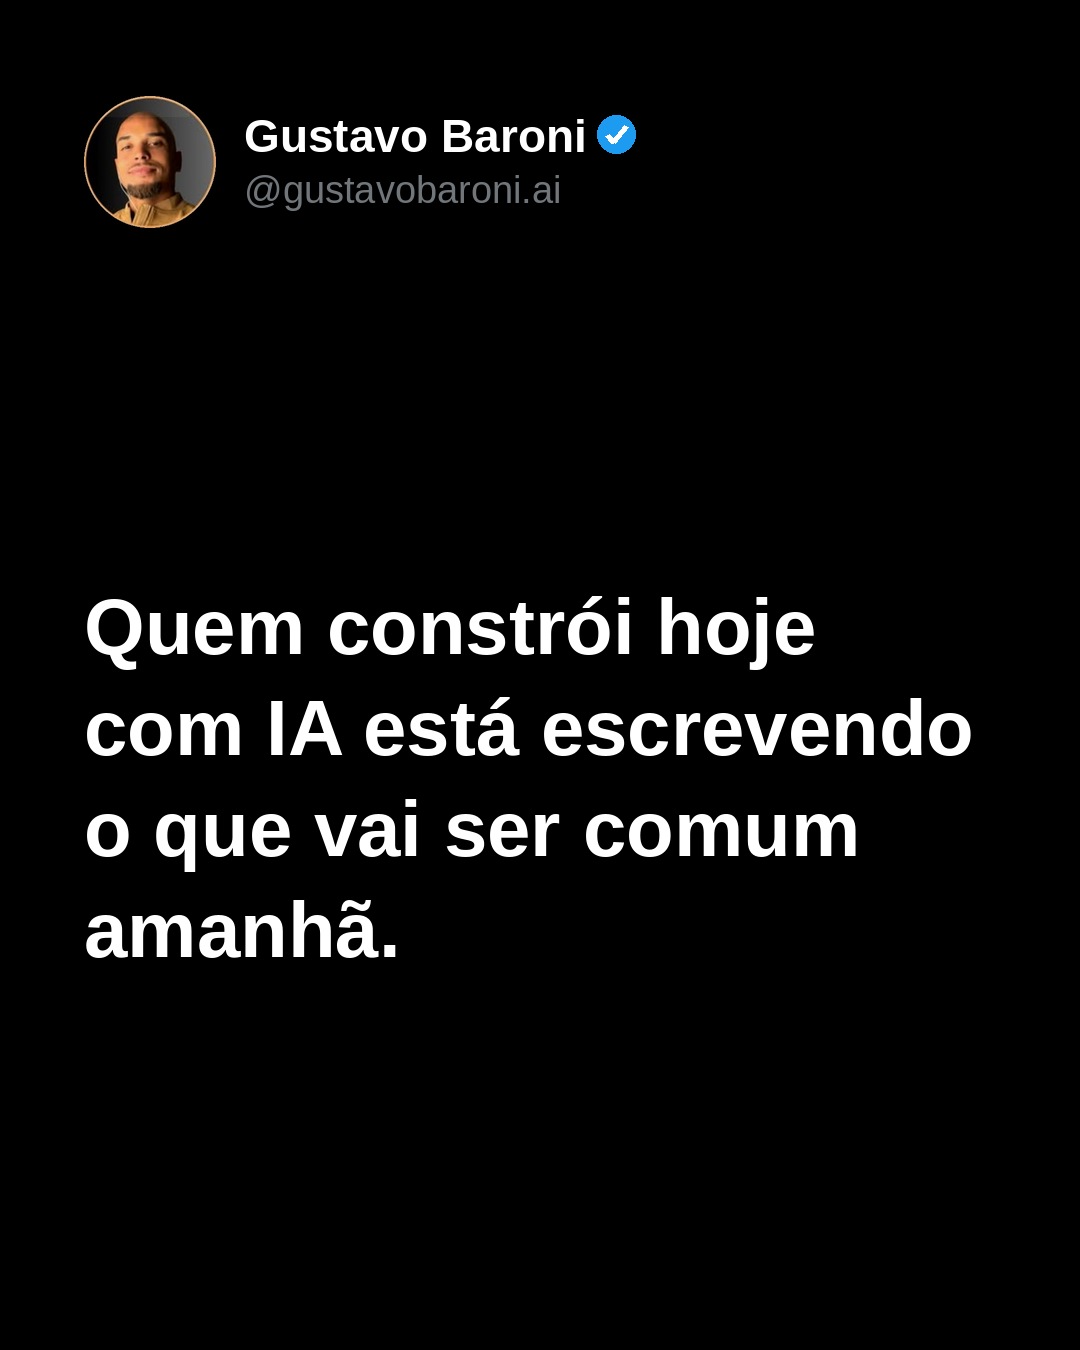 Gustavo Baroni
@gustavobaroni.ai
Quem constrói hoje
com IA está escrevendo
o que vai ser comum
amanhã.